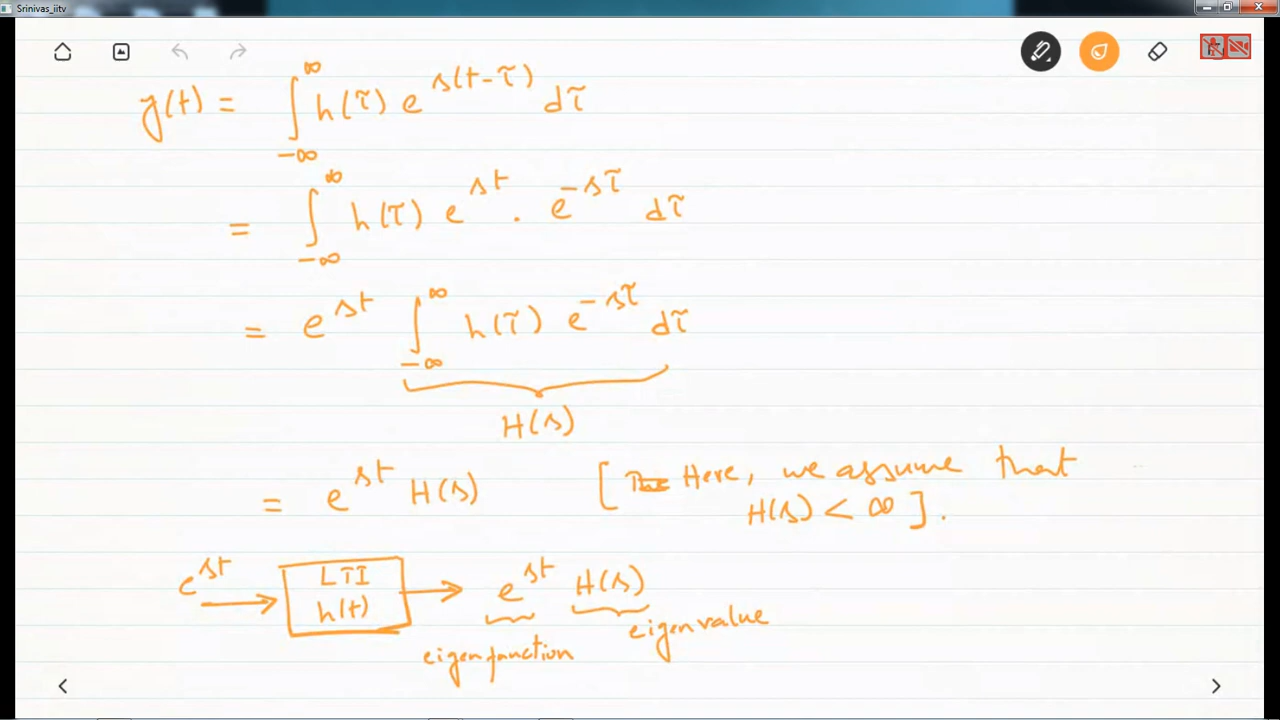 Srinivas_iitv
y(t) = ∫_{-∞}^{∞} h(τ) e^{s(t-τ)} dτ
= ∫_{-∞}^{∞} h(τ) e^{st} . e^{-sτ} dτ
= e^{st} ∫_{-∞}^{∞} h(τ) e^{-sτ} dτ
H(s)
= e^{st} H(s) [ Here, we assume that
H(s) < ∞ ].
e^{st} → LTI → e^{st} H(s)
h(t)
eigenvalue
eigenfunction